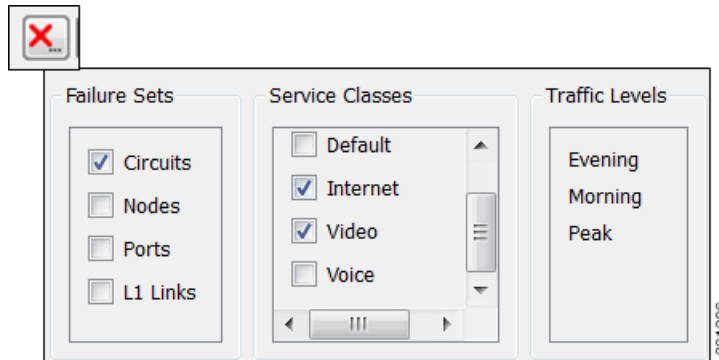 Failure Sets
Circuits
Nodes
Ports
L1 Links
Service Classes
Default
Internet
Video
Voice
Traffic Levels
Evening
Morning
Peak